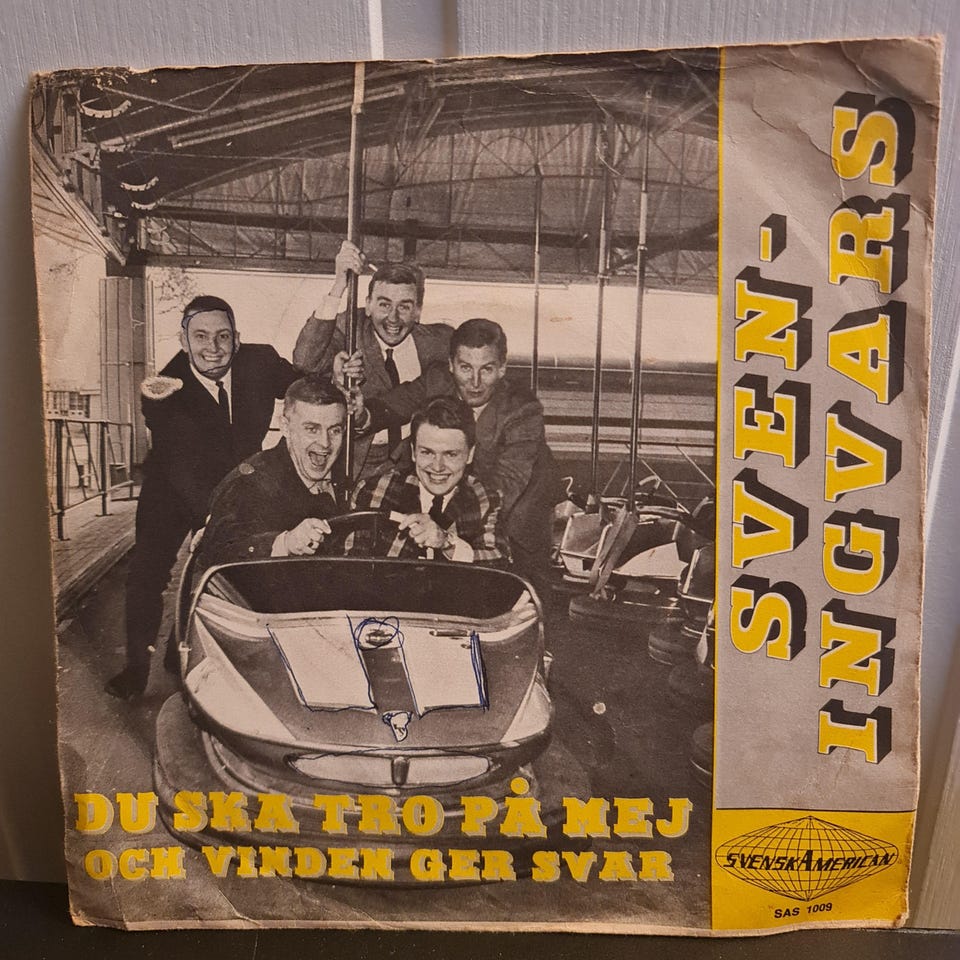 SVEN-
INGVARS
DU SKA TRO PÅ MEJ
OCH VINDEN GER SVAR
SVENSKAMERICAN
SAS 1009